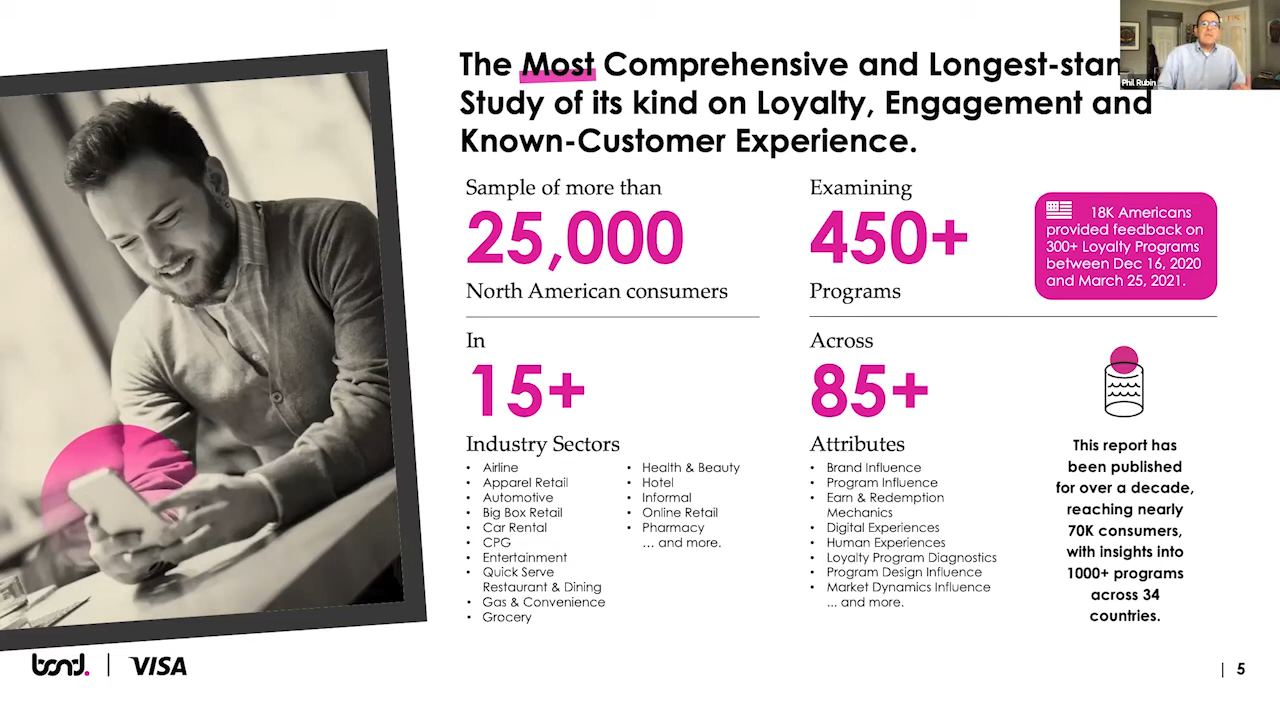 The Most Comprehensive and Longest-stan
Study of its kind on Loyalty, Engagement and
Known-Customer Experience.
Phil Rubin
Sample of more than
25,000
North American consumers
Examining
450+
Programs
18K Americans
provided feedback on
300+ Loyalty Programs
between Dec 16, 2020
and March 25, 2021.
In
15+
Industry Sectors
• Airline
• Apparel Retail
• Automotive
• Big Box Retail
• Car Rental
• CPG
• Entertainment
• Quick Serve
Restaurant & Dining
• Gas & Convenience
• Grocery
• Health & Beauty
• Hotel
• Informal
• Online Retail
• Pharmacy
... and more.
Across
85+
Attributes
• Brand Influence
• Program Influence
• Earn & Redemption
Mechanics
• Digital Experiences
• Human Experiences
• Loyalty Program Diagnostics
• Program Design Influence
• Market Dynamics Influence
... and more.
This report has
been published
for over a decade,
reaching nearly
70K consumers,
with insights into
1000+ programs
across 34
countries.
bond. | VISA
| 5